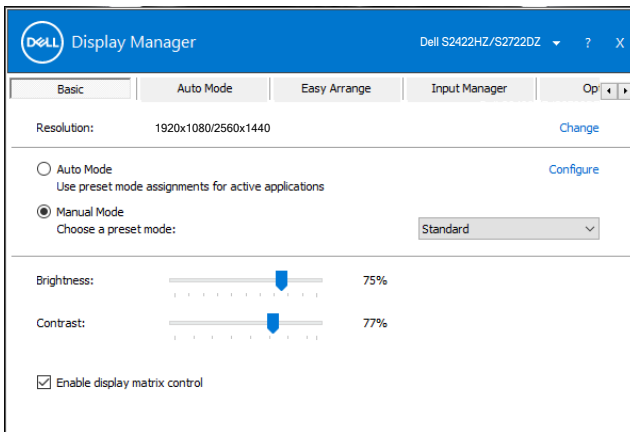 DELL Display Manager Dell S2422HZ/S2722DZ ? X
Basic Auto Mode Easy Arrange Input Manager Op
Resolution: 1920x1080/2560x1440 Change
Auto Mode Configure
Use preset mode assignments for active applications
Manual Mode
Choose a preset mode: Standard
Brightness: 75%
Contrast: 77%
Enable display matrix control